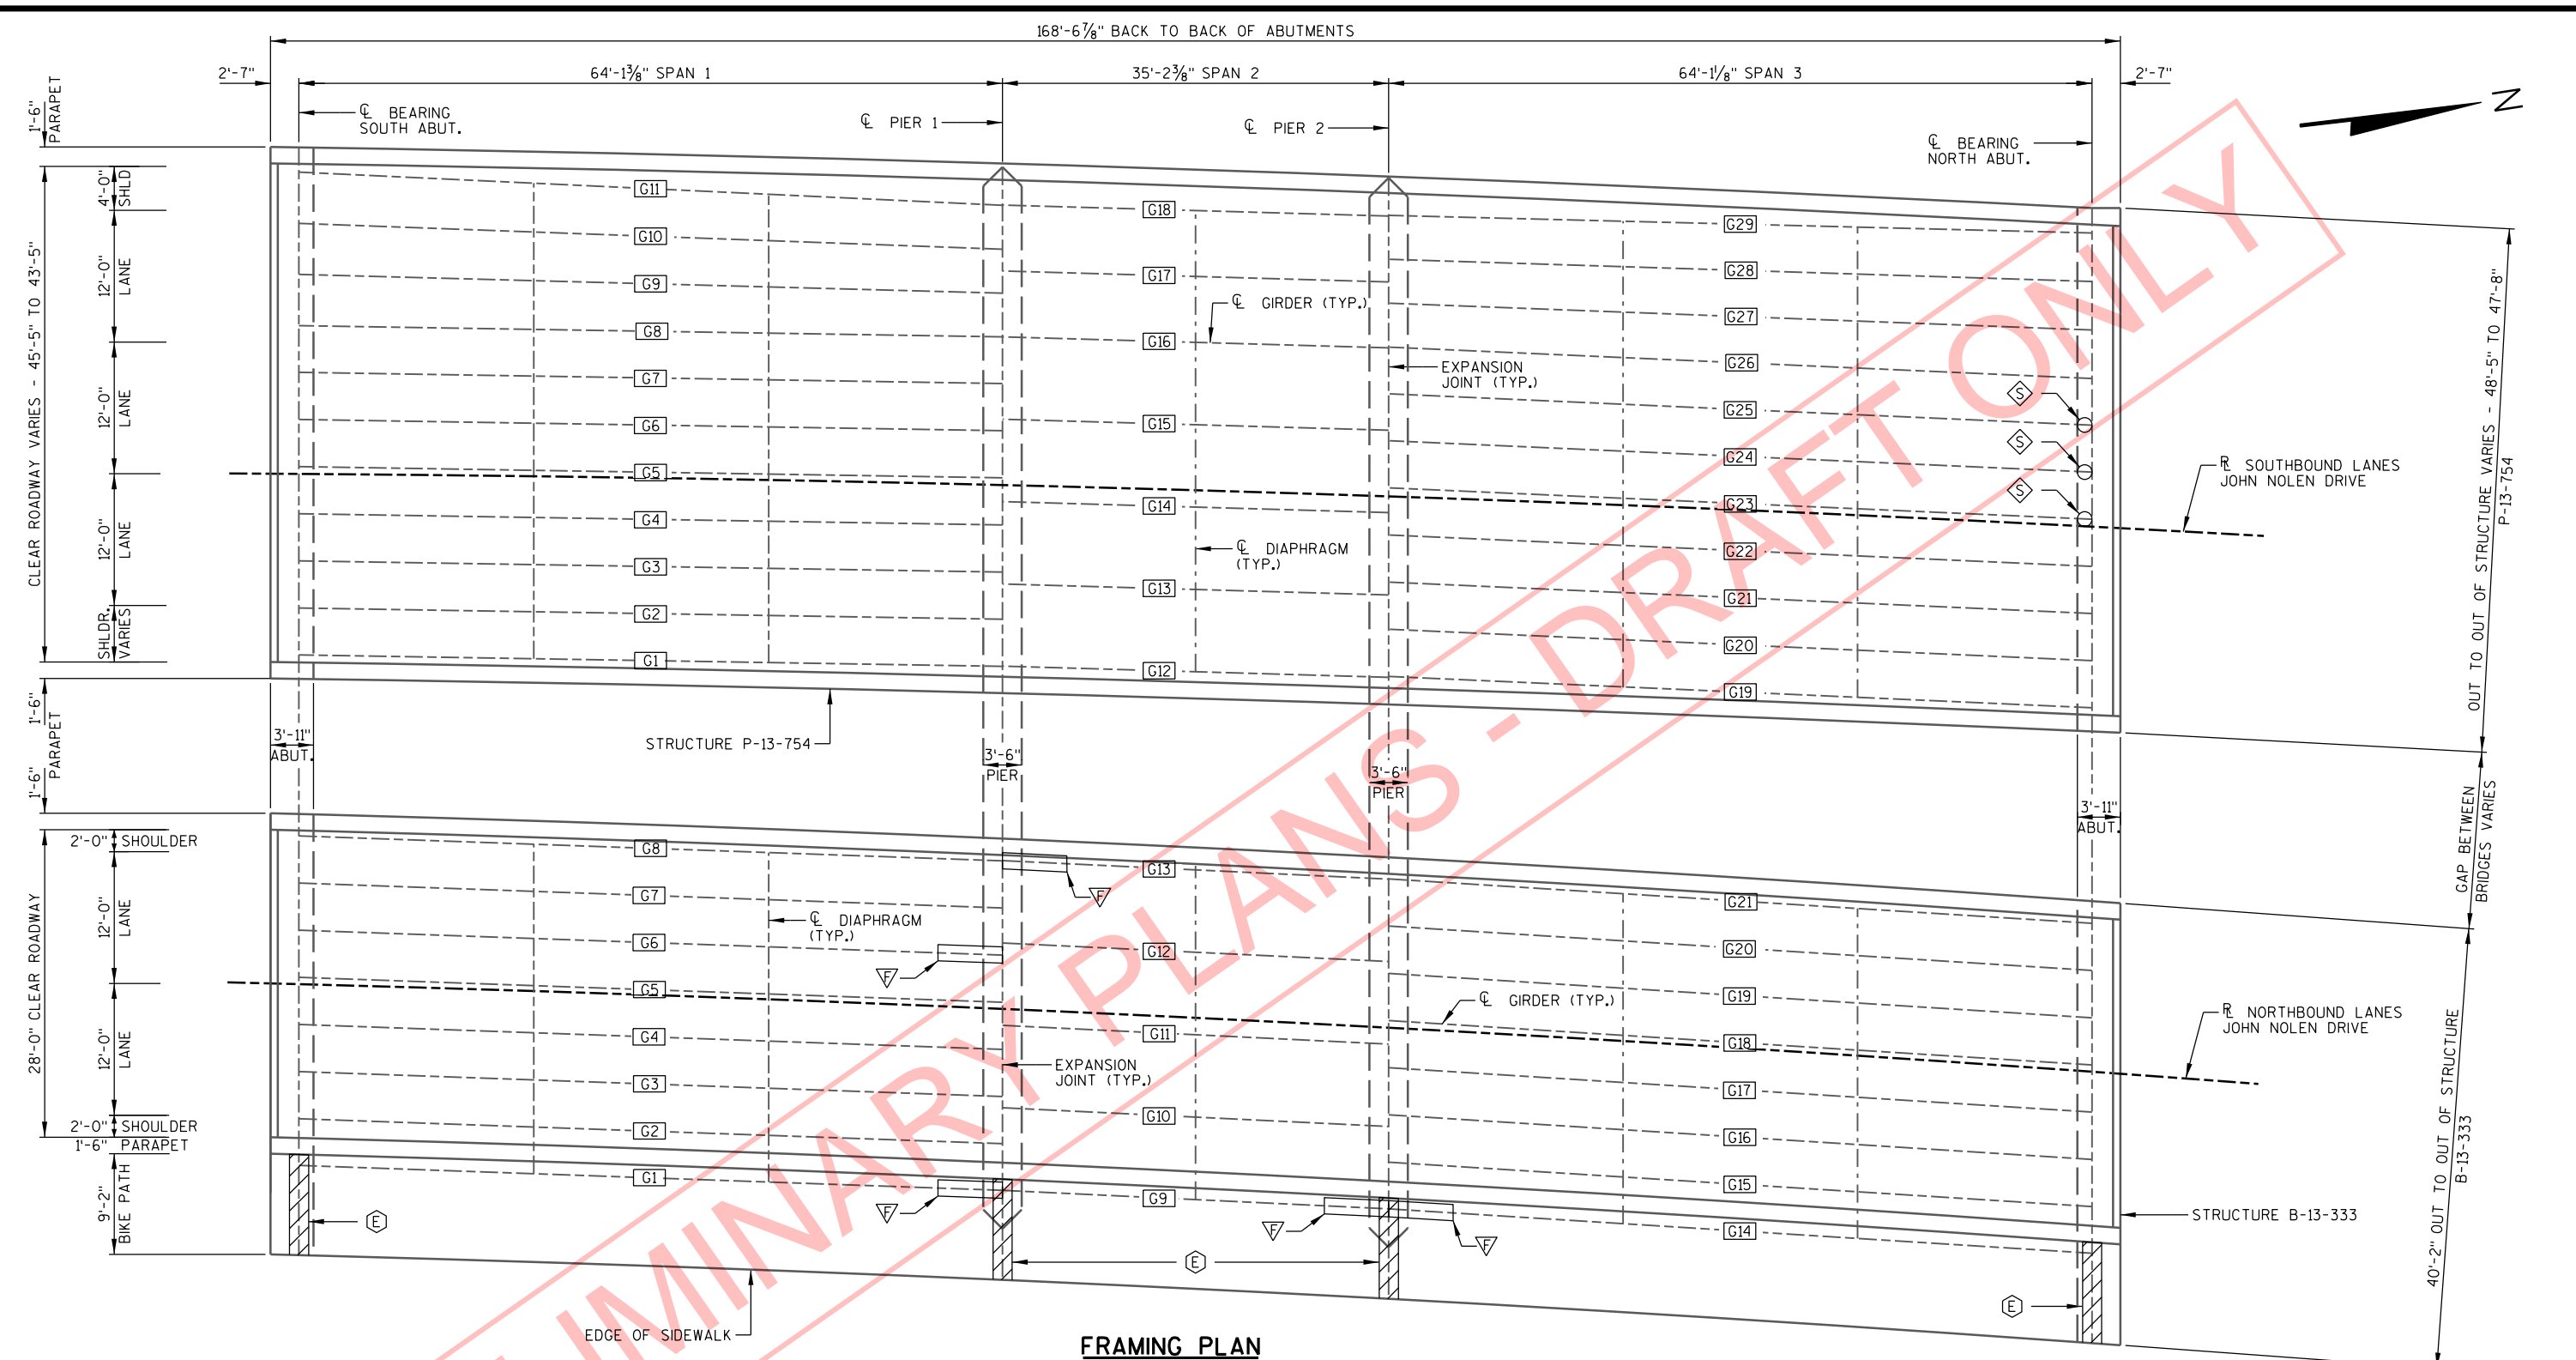 168'-6⅞" BACK TO BACK OF ABUTMENTS
2'-7"
64'-1⅜" SPAN 1
35'-2⅜" SPAN 2
64'-1⅛" SPAN 3
2'-7"
1'-6"
PARAPET
℄ BEARING
SOUTH ABUT.
℄ PIER 1
℄ PIER 2
℄ BEARING
NORTH ABUT.
N
CLEAR ROADWAY VARIES - 45'-5" TO 43'-5"
4'-0"
SHLD
12'-0"
LANE
12'-0"
LANE
12'-0"
LANE
SHLDR.
VARIES
G11
G10
G9
G8
G7
G6
G5
G4
G3
G2
G1
G18
G17
G16
G15
G14
G13
G12
G29
G28
G27
G26
G25
G24
G23
G22
G21
G20
G19
℄ GIRDER (TYP.)
EXPANSION
JOINT (TYP.)
℄ DIAPHRAGM
(TYP.)
S
S
S
℄ SOUTHBOUND LANES
JOHN NOLEN DRIVE
OUT TO OUT OF STRUCTURE VARIES - 48'-5" TO 47'-8"
P-13-754
1'-6"
PARAPET
1'-6"
3'-11"
ABUT.
STRUCTURE P-13-754
3'-6"
PIER
3'-6"
PIER
3'-11"
ABUT.
GAP BETWEEN
BRIDGES VARIES
28'-0" CLEAR ROADWAY
2'-0" SHOULDER
12'-0"
LANE
12'-0"
LANE
2'-0" SHOULDER
1'-6" PARAPET
9'-2"
BIKE PATH
G8
G7
G6
G5
G4
G3
G2
G1
G13
G12
G11
G10
G9
G21
G20
G19
G18
G17
G16
G15
G14
℄ DIAPHRAGM
(TYP.)
F
F
F
F
F
℄ GIRDER (TYP.)
EXPANSION
JOINT (TYP.)
E
E
E
℄ NORTHBOUND LANES
JOHN NOLEN DRIVE
STRUCTURE B-13-333
40'-2" OUT TO OUT OF STRUCTURE
B-13-333
EDGE OF SIDEWALK
FRAMING PLAN
LIMINARY PLANS - DRAFT ONLY